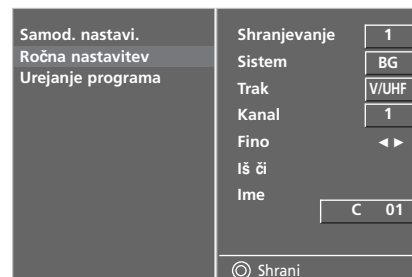 Samod. nastavi.
Ročna nastavitev
Urejanje programa
Shranjevanje 1
Sistem BG
Trak V/UHF
Kanal 1
Fino ◄ ►
Iš či
Ime
C 01
Shrani